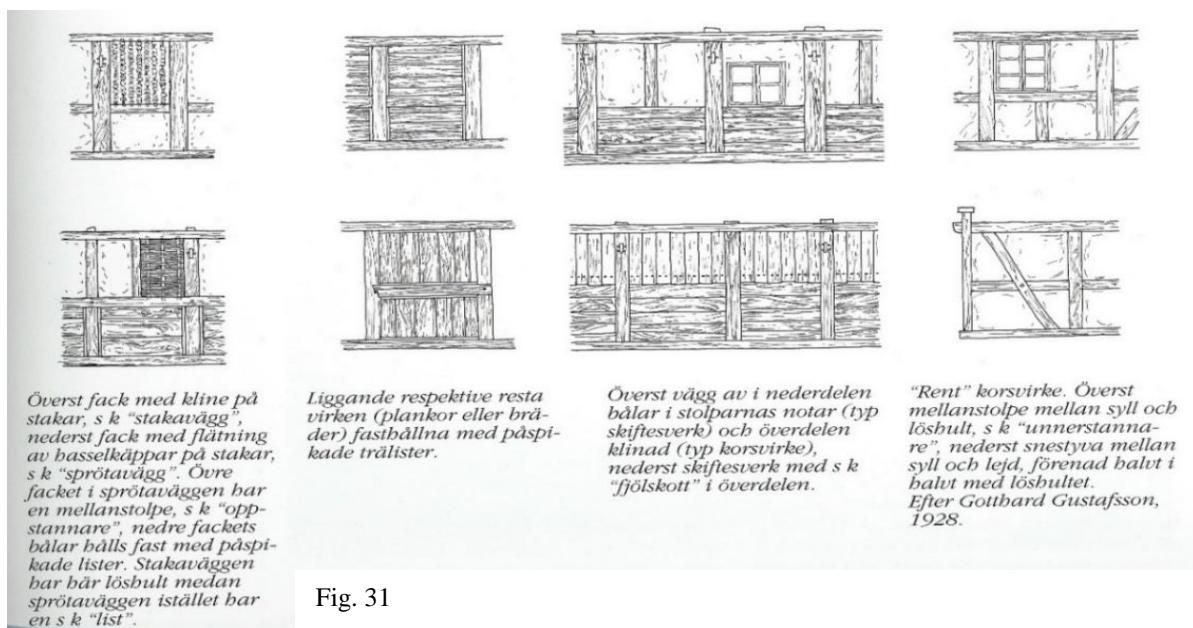 Överst fack med kline på
stakar, s k "stakavägg",
nederst fack med flätning
av hasselkäppar på stakar,
s k "sprötavägg". Övre
facket i sprötaväggen har
en mellanstolpe, s k "opp-
stannare", nedre fackets
bålar hålls fast med påspi-
kade lister. Stakaväggen
har här löshult medan
sprötaväggen istället har
en s k "list".
Liggande respektive resta
virken (plankor eller brä-
der) fasthållna med påspi-
kade trälister.
Överst vägg av i nederdelen
bålar i stolparnas notar (typ
skiftesverk) och överdelen
klinad (typ korsvirke),
nederst skiftesverk med s k
"fjölskott" i överdelen.
"Rent" korsvirke. Överst
mellanstolpe mellan syll och
löshult, s k "unnerstanna-
re", nederst snestyva mellan
syll och lejd, förenad halvt i
halvt med löshultet.
Efter Gotthard Gustafsson,
1928.
Fig. 31